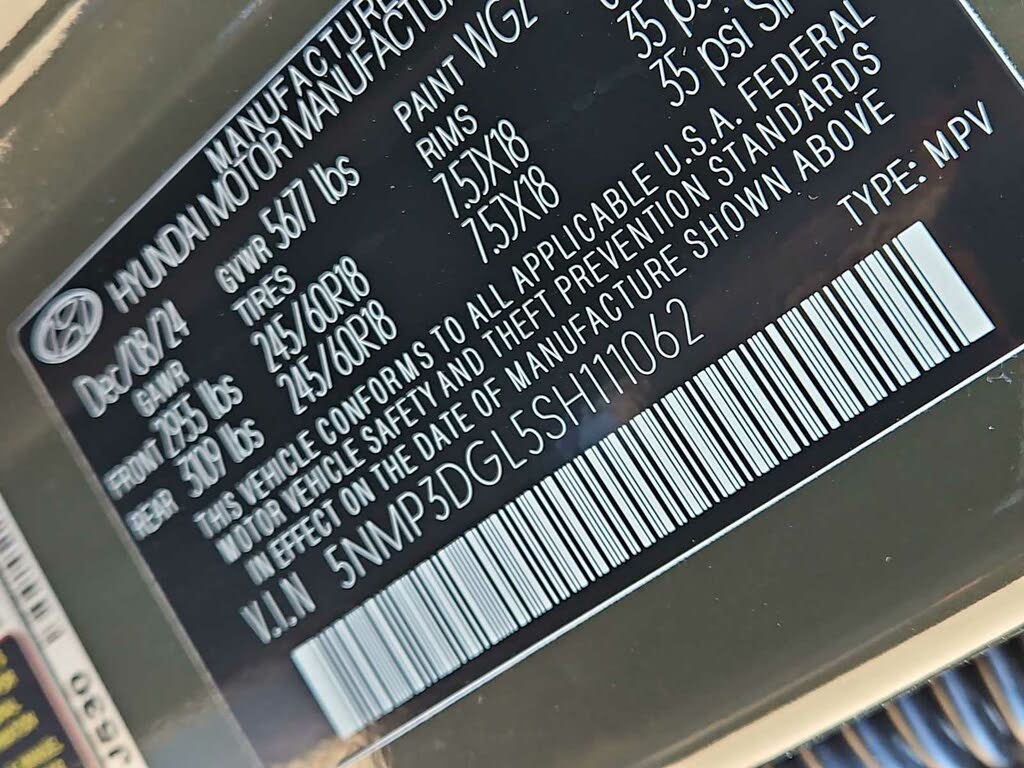 MANUFACTURE
HYUNDAI MOTOR MANUFACTUR
Dec/08/24 GVWR 5677 lbs PAINT WGZ
GAWR TIRES RIMS
FRONT 2955 lbs 245/60R18 7.5JX18 35 psi
REAR 3109 lbs 245/60R18 7.5JX18 35 psi
THIS VEHICLE CONFORMS TO ALL APPLICABLE U.S.A. FEDERAL
MOTOR VEHICLE SAFETY AND THEFT PREVENTION STANDARDS
IN EFFECT ON THE DATE OF MANUFACTURE SHOWN ABOVE
V.I.N 5NMP3DGL5SH111062 TYPE: MPV
J530